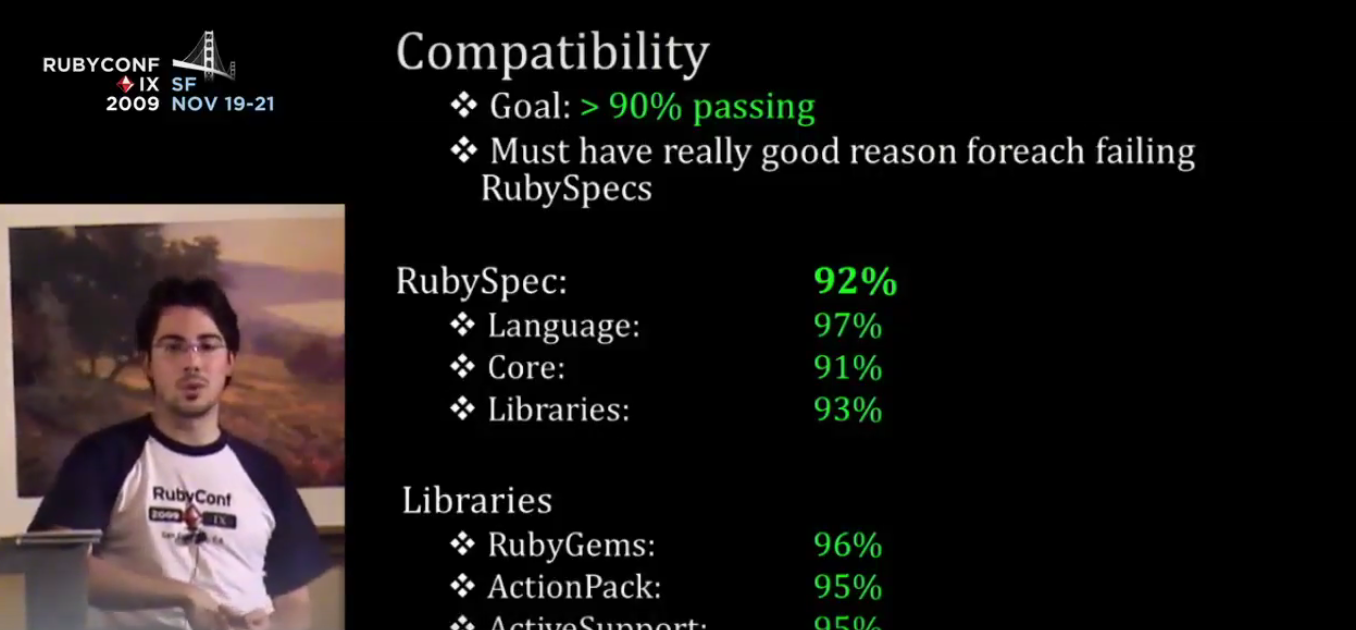 RUBYCONF
IX SF
2009 NOV 19-21
Compatibility
❖ Goal: > 90% passing
❖ Must have really good reason foreach failing
RubySpecs
RubySpec: 92%
❖ Language: 97%
❖ Core: 91%
❖ Libraries: 93%
Libraries
❖ RubyGems: 96%
❖ ActionPack: 95%
❖ ActiveSupport: 95%
RubyConf
2009 IX